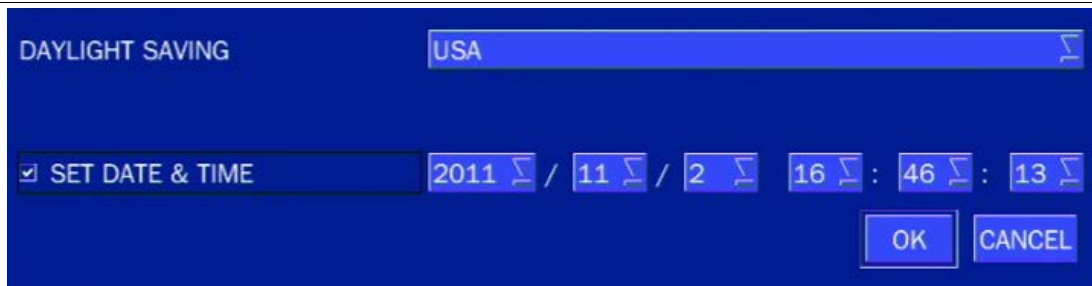 DAYLIGHT SAVING USA
SET DATE & TIME 2011 / 11 / 2 16 : 46 : 13
OK CANCEL